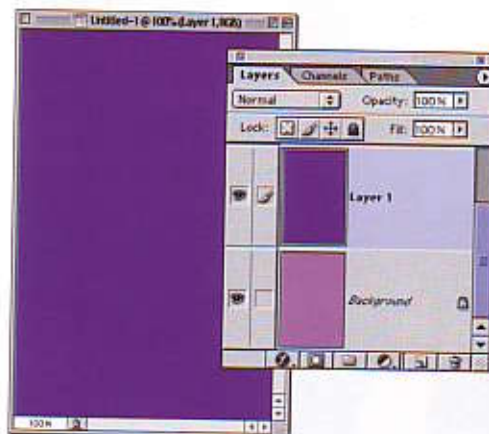 Untitled-1 @ 100% (Layer 1,RGB)
Layers Channels Paths
Normal Opacity: 100%
Lock: Fill: 100%
Layer 1
Background
100%